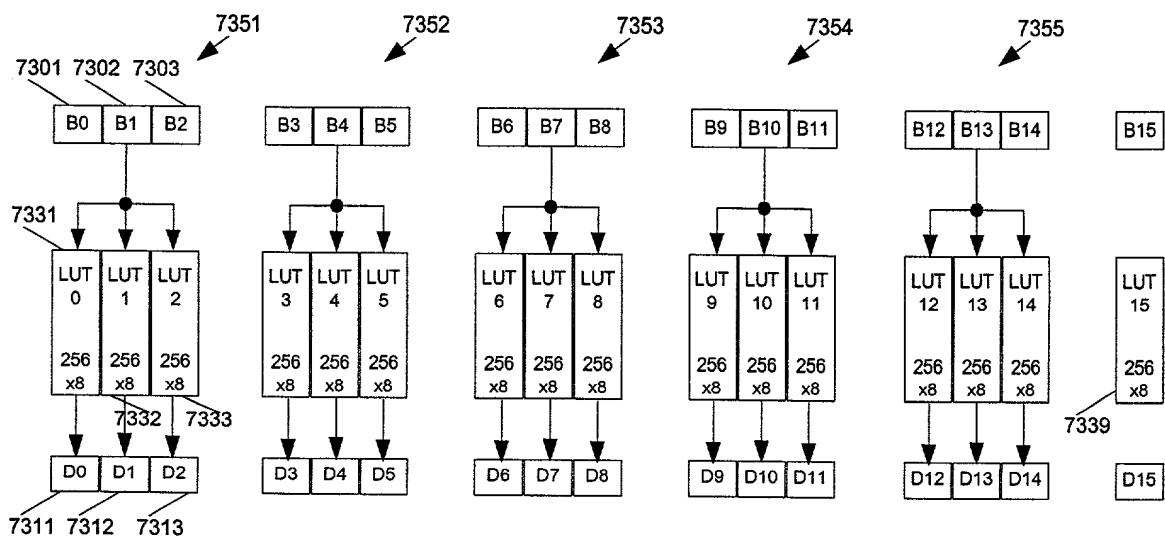 7351
7352
7353
7354
7355
7301 7302 7303
B0 B1 B2
B3 B4 B5
B6 B7 B8
B9 B10 B11
B12 B13 B14
B15
7331
LUT 0 256 x8
LUT 1 256 x8
LUT 2 256 x8
LUT 3 256 x8
LUT 4 256 x8
LUT 5 256 x8
LUT 6 256 x8
LUT 7 256 x8
LUT 8 256 x8
LUT 9 256 x8
LUT 10 256 x8
LUT 11 256 x8
LUT 12 256 x8
LUT 13 256 x8
LUT 14 256 x8
LUT 15 256 x8
7332 7333
7339
D0 D1 D2
D3 D4 D5
D6 D7 D8
D9 D10 D11
D12 D13 D14
D15
7311 7312 7313